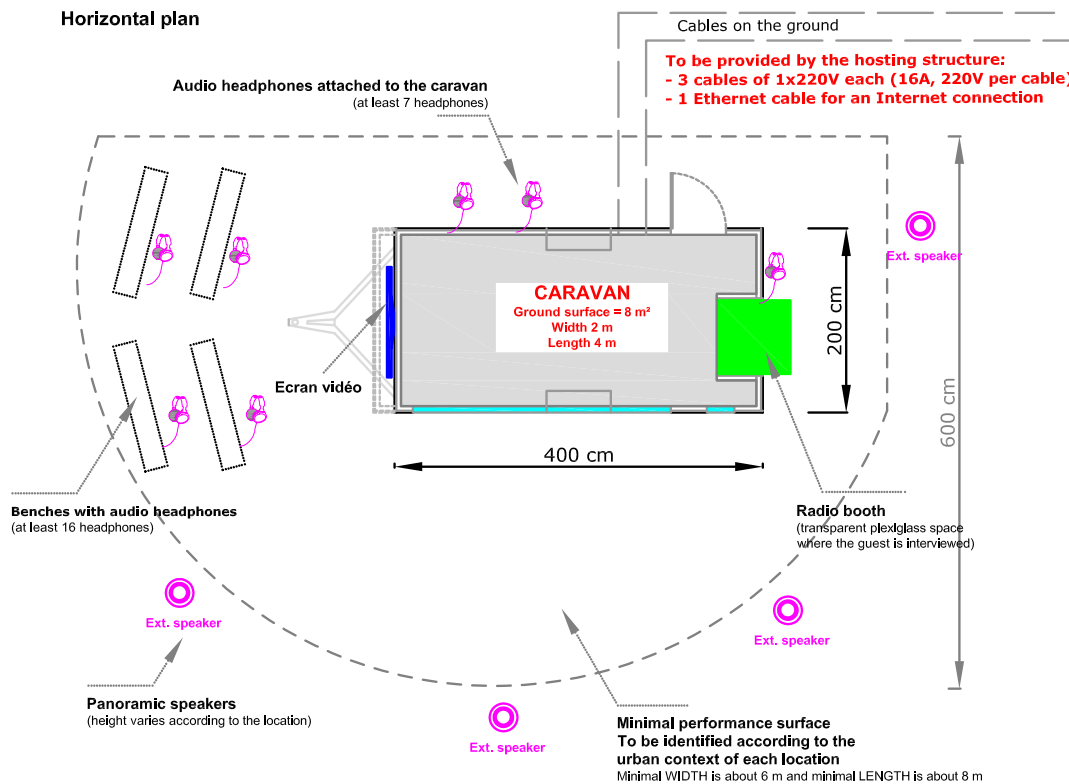 Horizontal plan
Cables on the ground
To be provided by the hosting structure:
- 3 cables of 1x220V each (16A, 220V per cable)
- 1 Ethernet cable for an Internet connection
Audio headphones attached to the caravan
(at least 7 headphones)
Ext. speaker
CARAVAN
Ground surface = 8 m²
Width 2 m
Length 4 m
200 cm
600 cm
Ecran vidéo
400 cm
Benches with audio headphones
(at least 16 headphones)
Radio booth
(transparent plexiglass space
where the guest is interviewed)
Ext. speaker
Ext. speaker
Panoramic speakers
(height varies according to the location)
Ext. speaker
Minimal performance surface
To be identified according to the
urban context of each location
Minimal WIDTH is about 6 m and minimal LENGTH is about 8 m